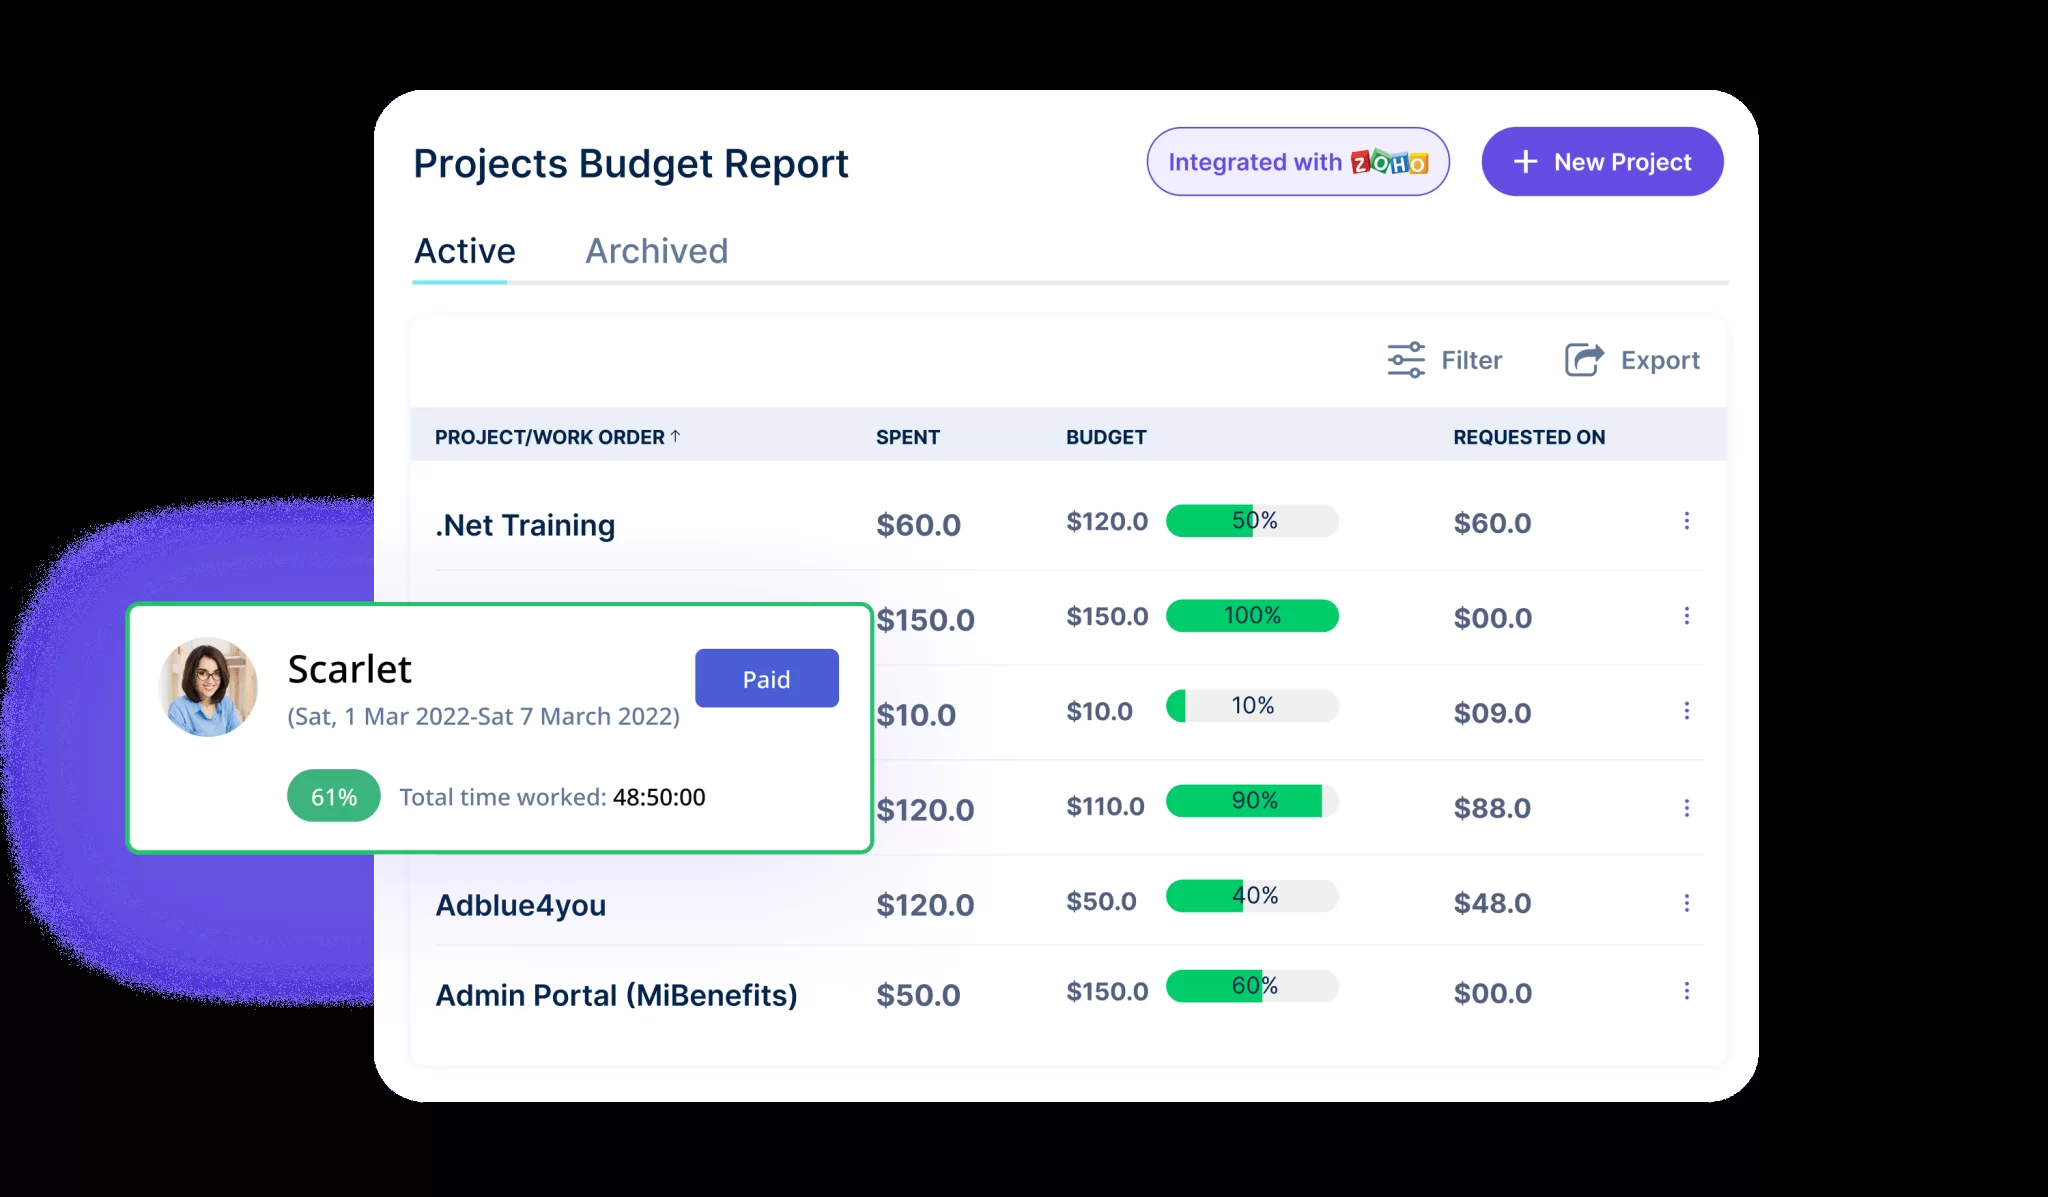 Projects Budget Report
Integrated with ZOHO
+ New Project
Active Archived
Filter Export
PROJECT/WORK ORDER ↑ SPENT BUDGET REQUESTED ON
.Net Training $60.0 $120.0 50% $60.0
$150.0 $150.0 100% $00.0
$10.0 $10.0 10% $09.0
$120.0 $110.0 90% $88.0
Scarlet
Paid
(Sat, 1 Mar 2022-Sat 7 March 2022)
61% Total time worked: 48:50:00
Adblue4you $120.0 $50.0 40% $48.0
Admin Portal (MiBenefits) $50.0 $150.0 60% $00.0